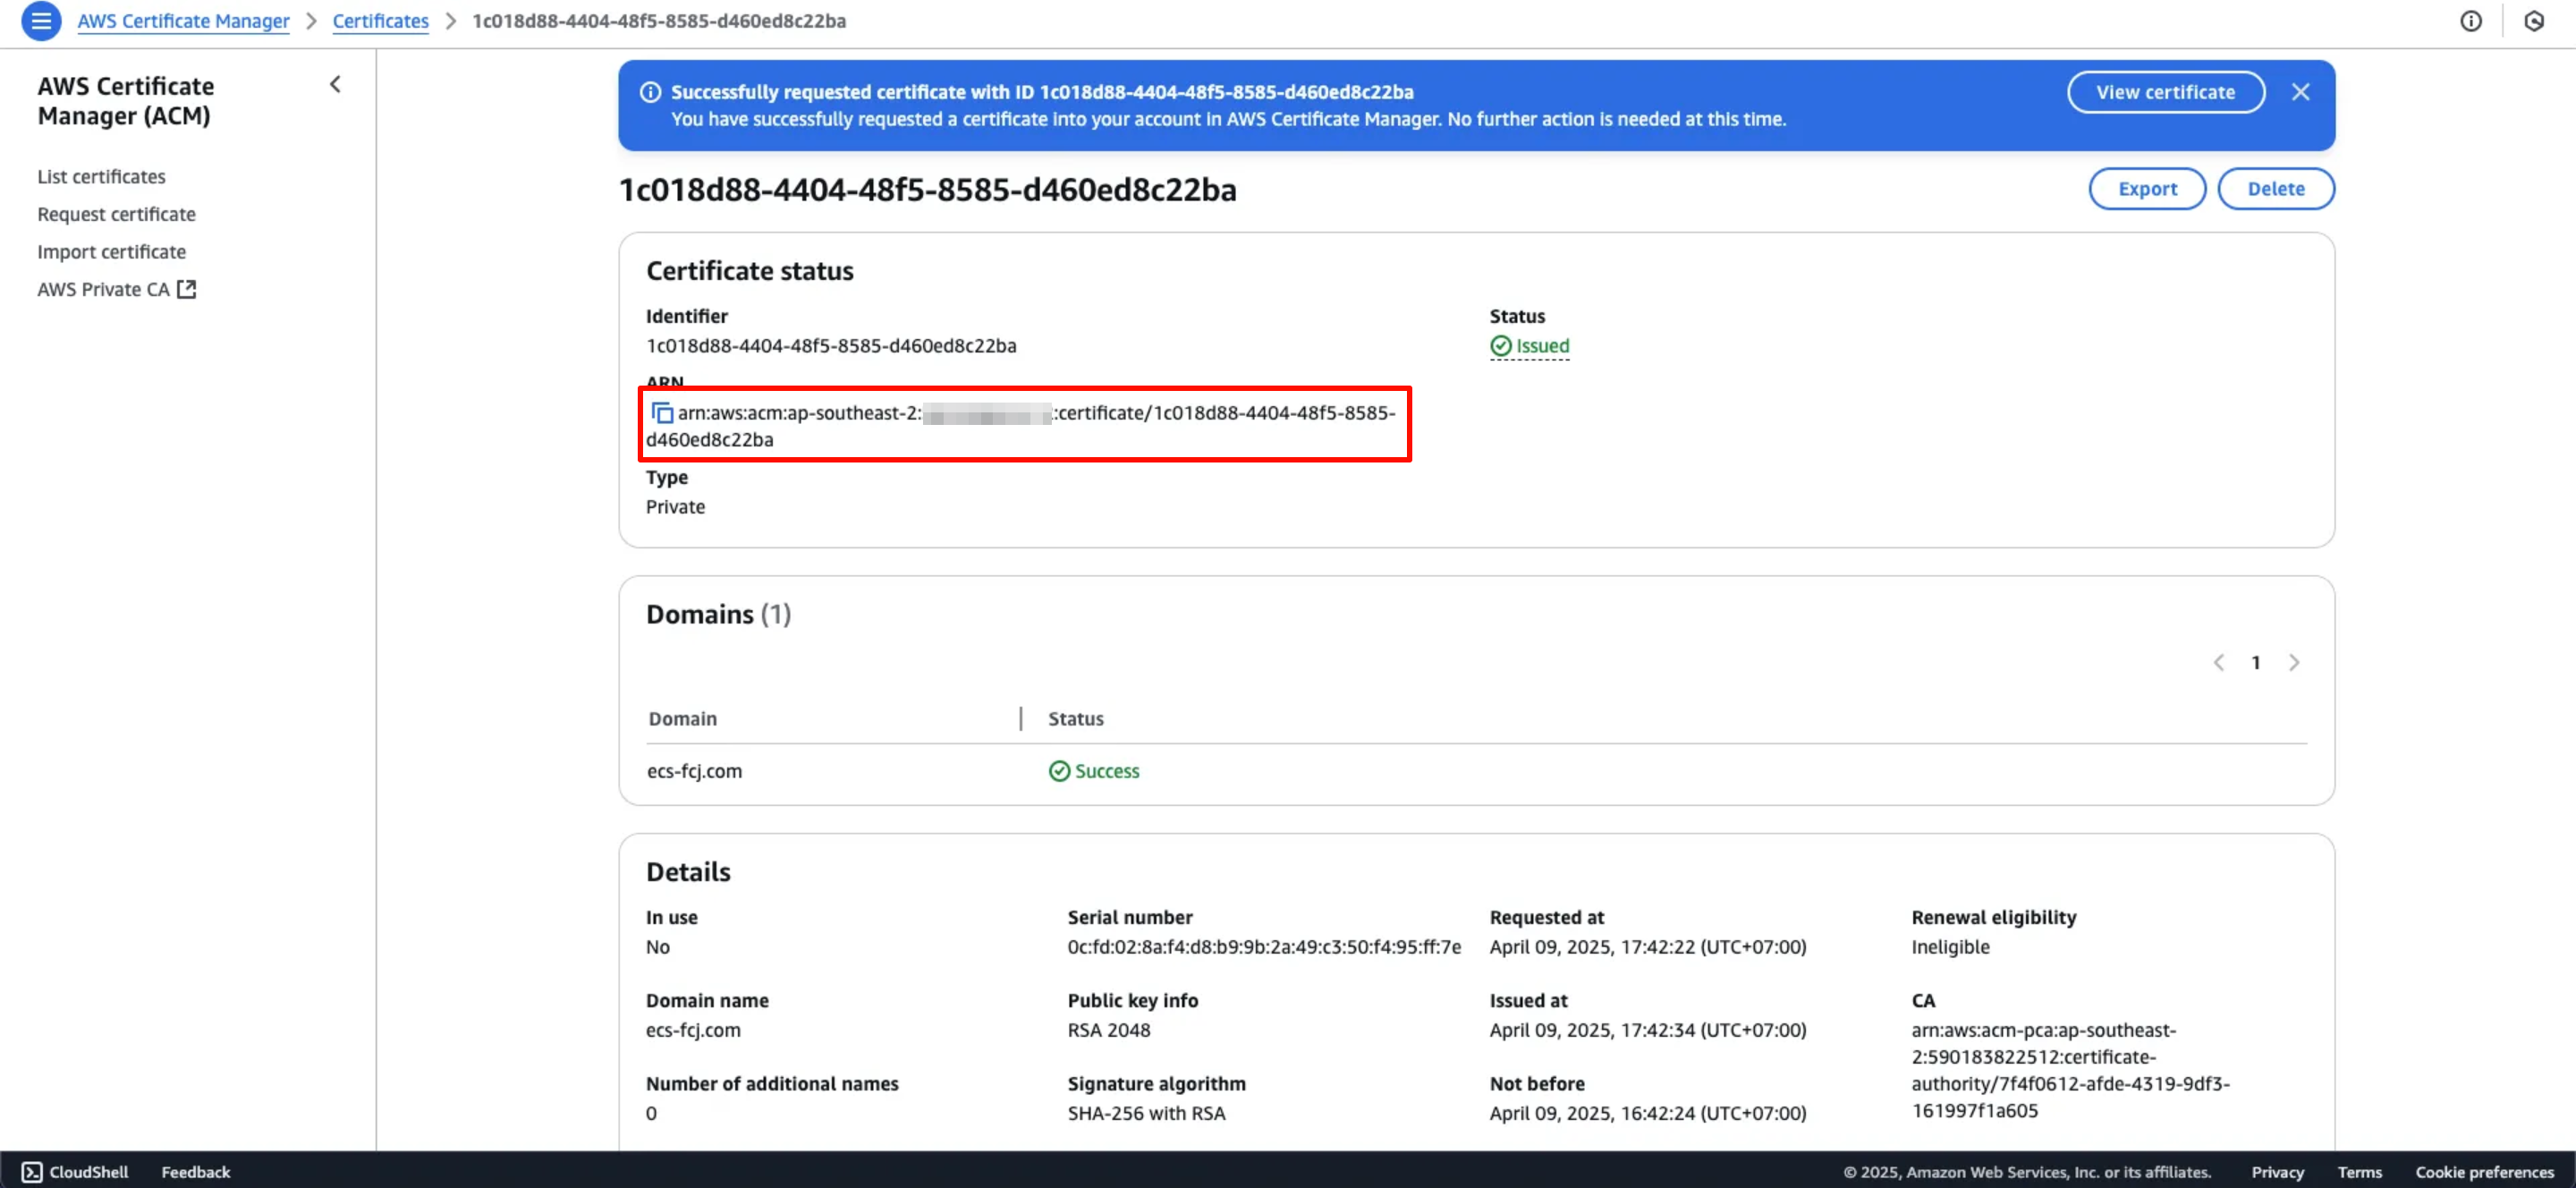 AWS Certificate Manager > Certificates > 1c018d88-4404-48f5-8585-d460ed8c22ba
AWS Certificate
Manager (ACM)
List certificates
Request certificate
Import certificate
AWS Private CA
Successfully requested certificate with ID 1c018d88-4404-48f5-8585-d460ed8c22ba
You have successfully requested a certificate into your account in AWS Certificate Manager. No further action is needed at this time.
View certificate
1c018d88-4404-48f5-8585-d460ed8c22ba
Export
Delete
Certificate status
Identifier
1c018d88-4404-48f5-8585-d460ed8c22ba
Status
Issued
ARN
arn:aws:acm:ap-southeast-2: :certificate/1c018d88-4404-48f5-8585-
d460ed8c22ba
Type
Private
Domains (1)
1
Domain
Status
ecs-fcj.com
Success
Details
In use
No
Serial number
0c:fd:02:8a:f4:d8:b9:9b:2a:49:c3:50:f4:95:ff:7e
Requested at
April 09, 2025, 17:42:22 (UTC+07:00)
Renewal eligibility
Ineligible
Domain name
ecs-fcj.com
Public key info
RSA 2048
Issued at
April 09, 2025, 17:42:34 (UTC+07:00)
CA
arn:aws:acm-pca:ap-southeast-
2:590183822512:certificate-
authority/7f4f0612-afde-4319-9df3-
161997f1a605
Number of additional names
0
Signature algorithm
SHA-256 with RSA
Not before
April 09, 2025, 16:42:24 (UTC+07:00)
CloudShell
Feedback
© 2025, Amazon Web Services, Inc. or its affiliates.
Privacy
Terms
Cookie preferences